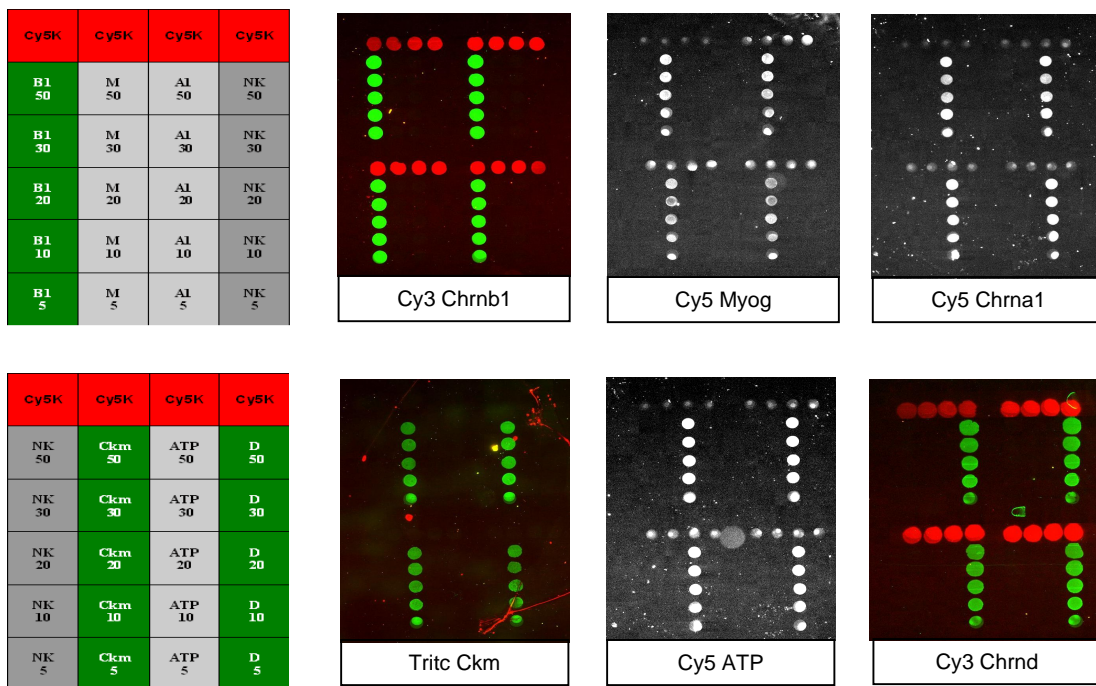 Cy5K Cy5K Cy5K Cy5K
B1 M A1 NK
50 50 50 50
B1 M A1 NK
30 30 30 30
B1 M A1 NK
20 20 20 20
B1 M A1 NK
10 10 10 10
B1 M A1 NK
5 5 5 5
Cy3 Chrnb1
Cy5 Myog
Cy5 Chrna1
Cy5K Cy5K Cy5K Cy5K
NK Ckm ATP D
50 50 50 50
NK Ckm ATP D
30 30 30 30
NK Ckm ATP D
20 20 20 20
NK Ckm ATP D
10 10 10 10
NK Ckm ATP D
5 5 5 5
Tritc Ckm
Cy5 ATP
Cy3 Chrnd